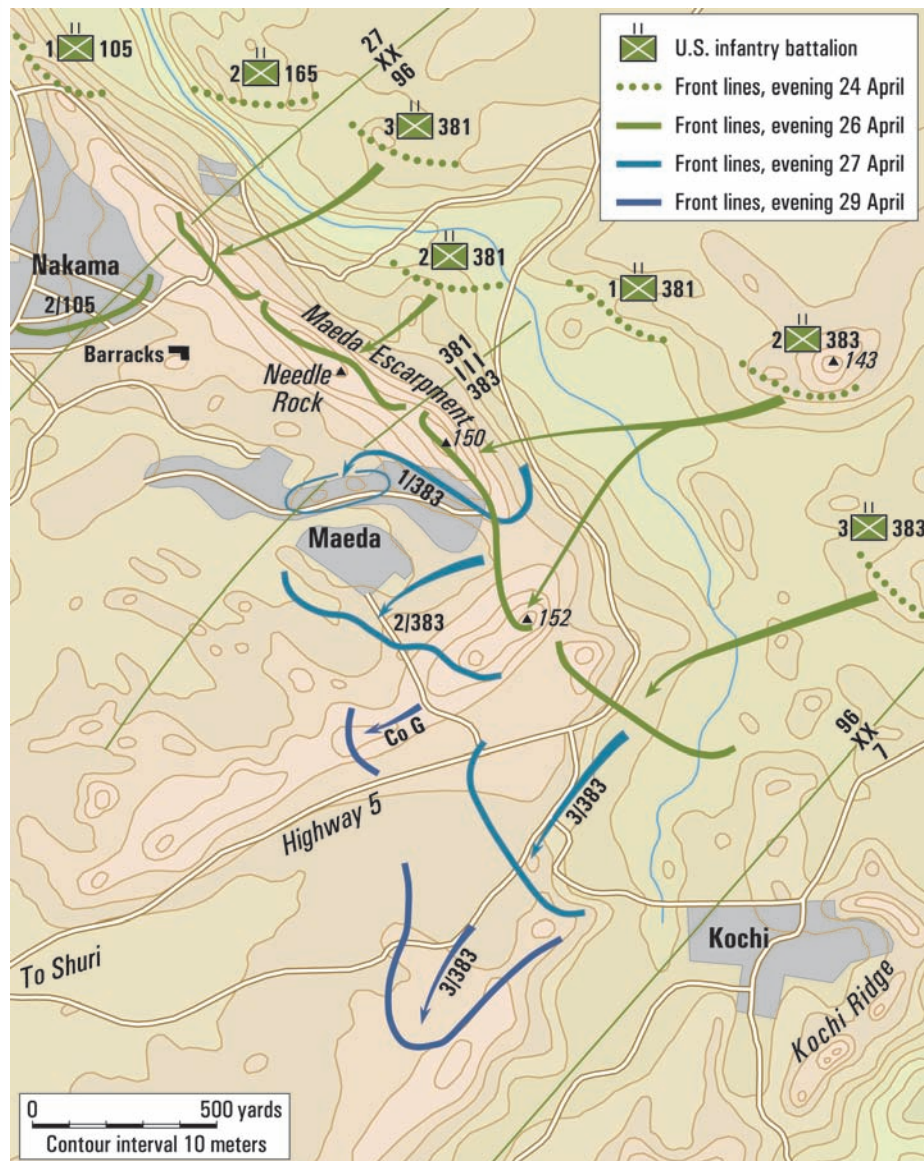 1 105
2 165
27
XX
96
3 381
U.S. infantry battalion
Front lines, evening 24 April
Front lines, evening 26 April
Front lines, evening 27 April
Front lines, evening 29 April
Nakama
2/105
Barracks
2 381
1 381
2 383
143
Maeda Escarpment
381
III
383
Needle
Rock
150
1/383
Maeda
3 383
2/383
152
Co G
96
XX
7
Highway 5
3/383
To Shuri
3/383
Kochi
Kochi Ridge
0 500 yards
Contour interval 10 meters